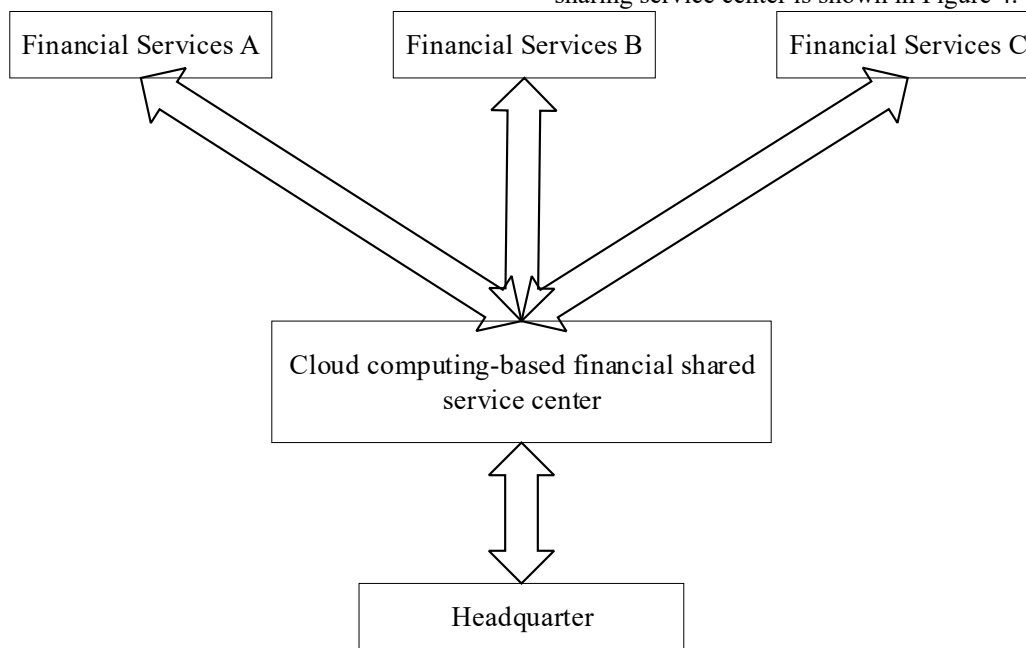 sharing service center is shown in Figure 4.
Financial Services A
Financial Services B
Financial Services C
Cloud computing-based financial shared
service center
Headquarter